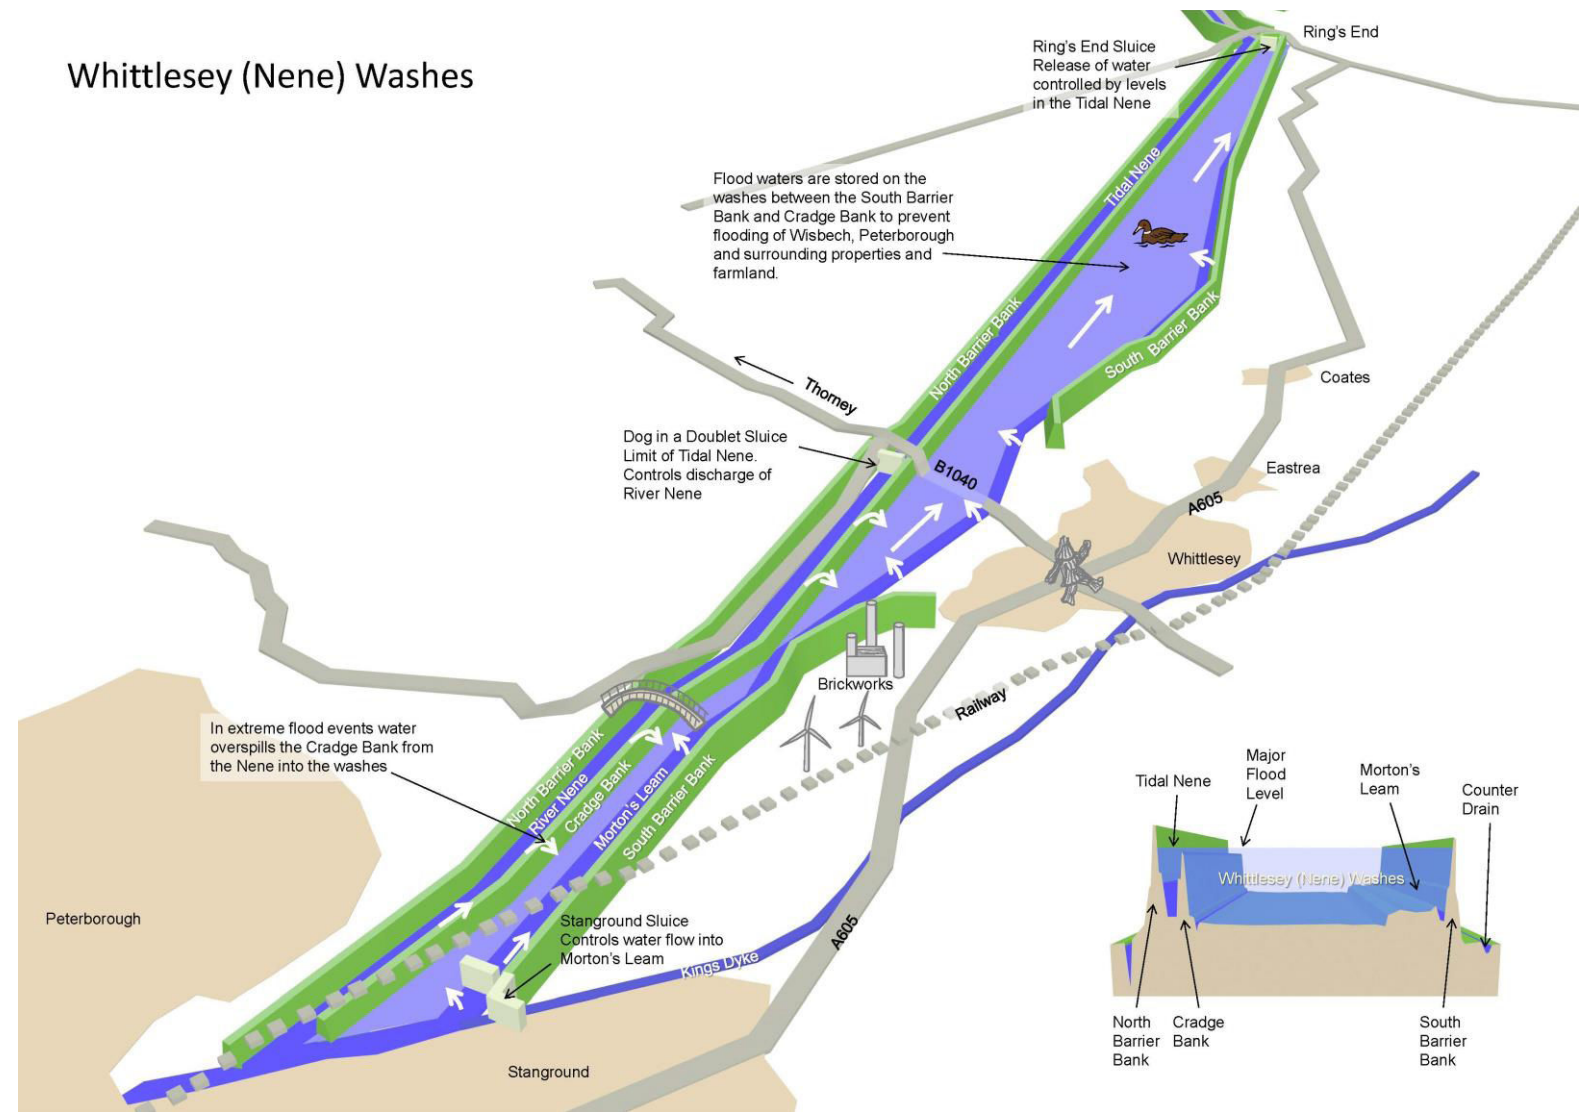 Whittlesey (Nene) Washes
Ring's End Sluice
Release of water
controlled by levels
in the Tidal Nene
Ring's End
Flood waters are stored on the
washes between the South Barrier
Bank and Cradge Bank to prevent
flooding of Wisbech, Peterborough
and surrounding properties and
farmland.
Tidal Nene
North Barrier Bank
South Barrier Bank
Thorney
Coates
Dog in a Doublet Sluice
Limit of Tidal Nene.
Controls discharge of
River Nene
B1040
Eastrea
A605
Whittlesey
Brickworks
Railway
In extreme flood events water
overspills the Cradge Bank from
the Nene into the washes
North Barrier Bank
River Nene
Cradge Bank
Morton's Leam
South Barrier Bank
Peterborough
Stanground Sluice
Controls water flow into
Morton's Leam
A605
Kings Dyke
Stanground
Tidal Nene
Major
Flood
Level
Morton's
Leam
Counter
Drain
Whittlesey (Nene) Washes
North
Barrier
Bank
Cradge
Bank
South
Barrier
Bank